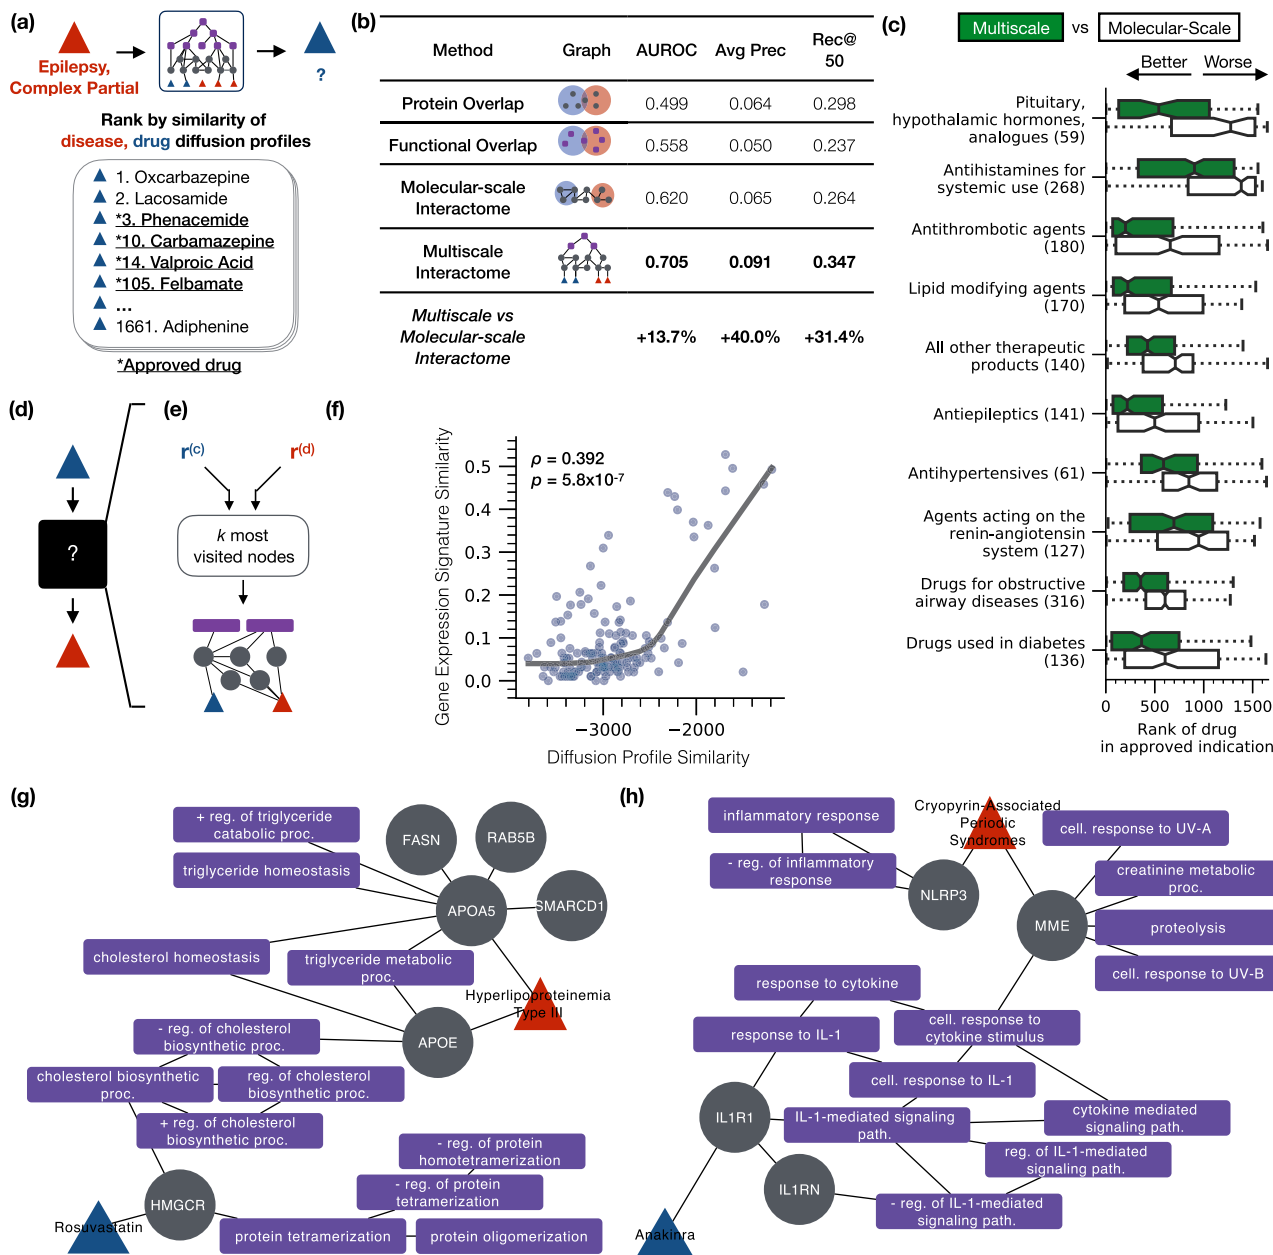 (a)
Epilepsy,
Complex Partial
?
Rank by similarity of
disease, drug diffusion profiles
1. Oxcarbazepine
2. Lacosamide
*3. Phenacemide
*10. Carbamazepine
*14. Valproic Acid
*105. Felbamate
...
1661. Adiphenine
*Approved drug
(b)
Method Graph AUROC Avg Prec Rec@
50
Protein Overlap 0.499 0.064 0.298
Functional Overlap 0.558 0.050 0.237
Molecular-scale
Interactome 0.620 0.065 0.264
Multiscale
Interactome 0.705 0.091 0.347
Multiscale vs
Molecular-scale
Interactome +13.7% +40.0% +31.4%
(c)
Multiscale vs Molecular-Scale
Better Worse
Pituitary,
hypothalamic hormones,
analogues (59)
Antihistamines for
systemic use (268)
Antithrombotic agents
(180)
Lipid modifying agents
(170)
All other therapeutic
products (140)
Antiepileptics (141)
Antihypertensives (61)
Agents acting on the
renin-angiotensin
system (127)
Drugs for obstructive
airway diseases (316)
Drugs used in diabetes
(136)
0 500 1000 1500
Rank of drug
in approved indication
(d)
?
(e)
r(c) r(d)
k most
visited nodes
(f)
Gene Expression Signature Similarity
0.5
0.4
0.3
0.2
0.1
0.0
ρ = 0.392
p = 5.8x10-7
−3000 −2000
Diffusion Profile Similarity
(g)
+ reg. of triglyceride
catabolic proc.
triglyceride homeostasis
FASN
RAB5B
APOA5
SMARCD1
cholesterol homeostasis
triglyceride metabolic
proc.
Hyperlipoproteinemia
Type III
APOE
- reg. of cholesterol
biosynthetic proc.
cholesterol biosynthetic
proc.
reg. of cholesterol
biosynthetic proc.
+ reg. of cholesterol
biosynthetic proc.
- reg. of protein
homotetramerization
- reg. of protein
tetramerization
HMGCR
Rosuvastatin
protein tetramerization
protein oligomerization
(h)
inflammatory response
- reg. of inflammatory
response
Cryopyrin-Associated
Periodic
Syndromes
NLRP3
MME
cell. response to UV-A
creatinine metabolic
proc.
proteolysis
cell. response to UV-B
response to cytokine
response to IL-1
cell. response to
cytokine stimulus
cell. response to IL-1
IL1R1
IL-1-mediated signaling
path.
cytokine mediated
signaling path.
reg. of IL-1-mediated
signaling path.
IL1RN
- reg. of IL-1-mediated
signaling path.
Anakinra